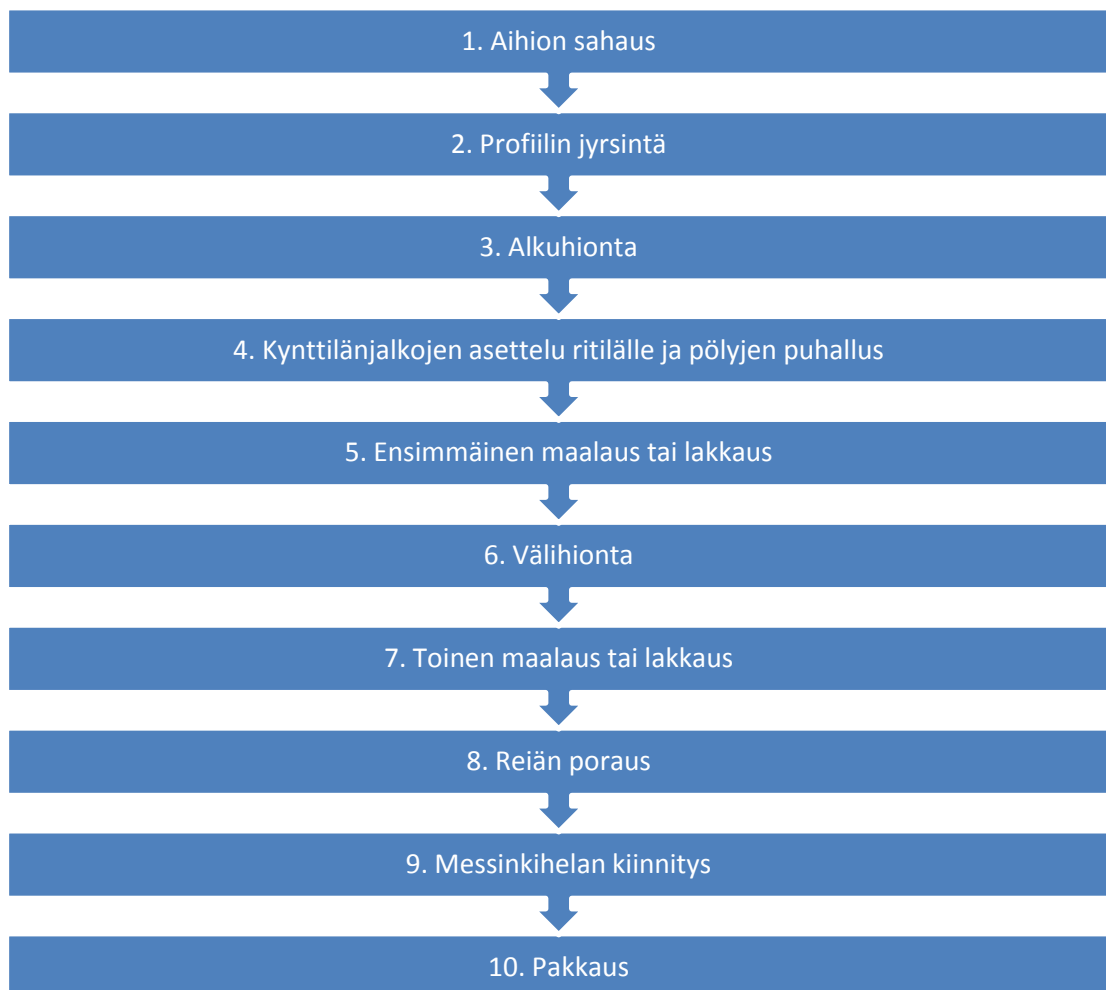 1. Aihion sahaus
2. Profiilin jyrsintä
3. Alkuhionta
4. Kynttilänjalkojen asettelu ritilälle ja pölyjen puhallus
5. Ensimmäinen maalaus tai lakkaus
6. Välihionta
7. Toinen maalaus tai lakkaus
8. Reiän poraus
9. Messinkihelan kiinnitys
10. Pakkaus